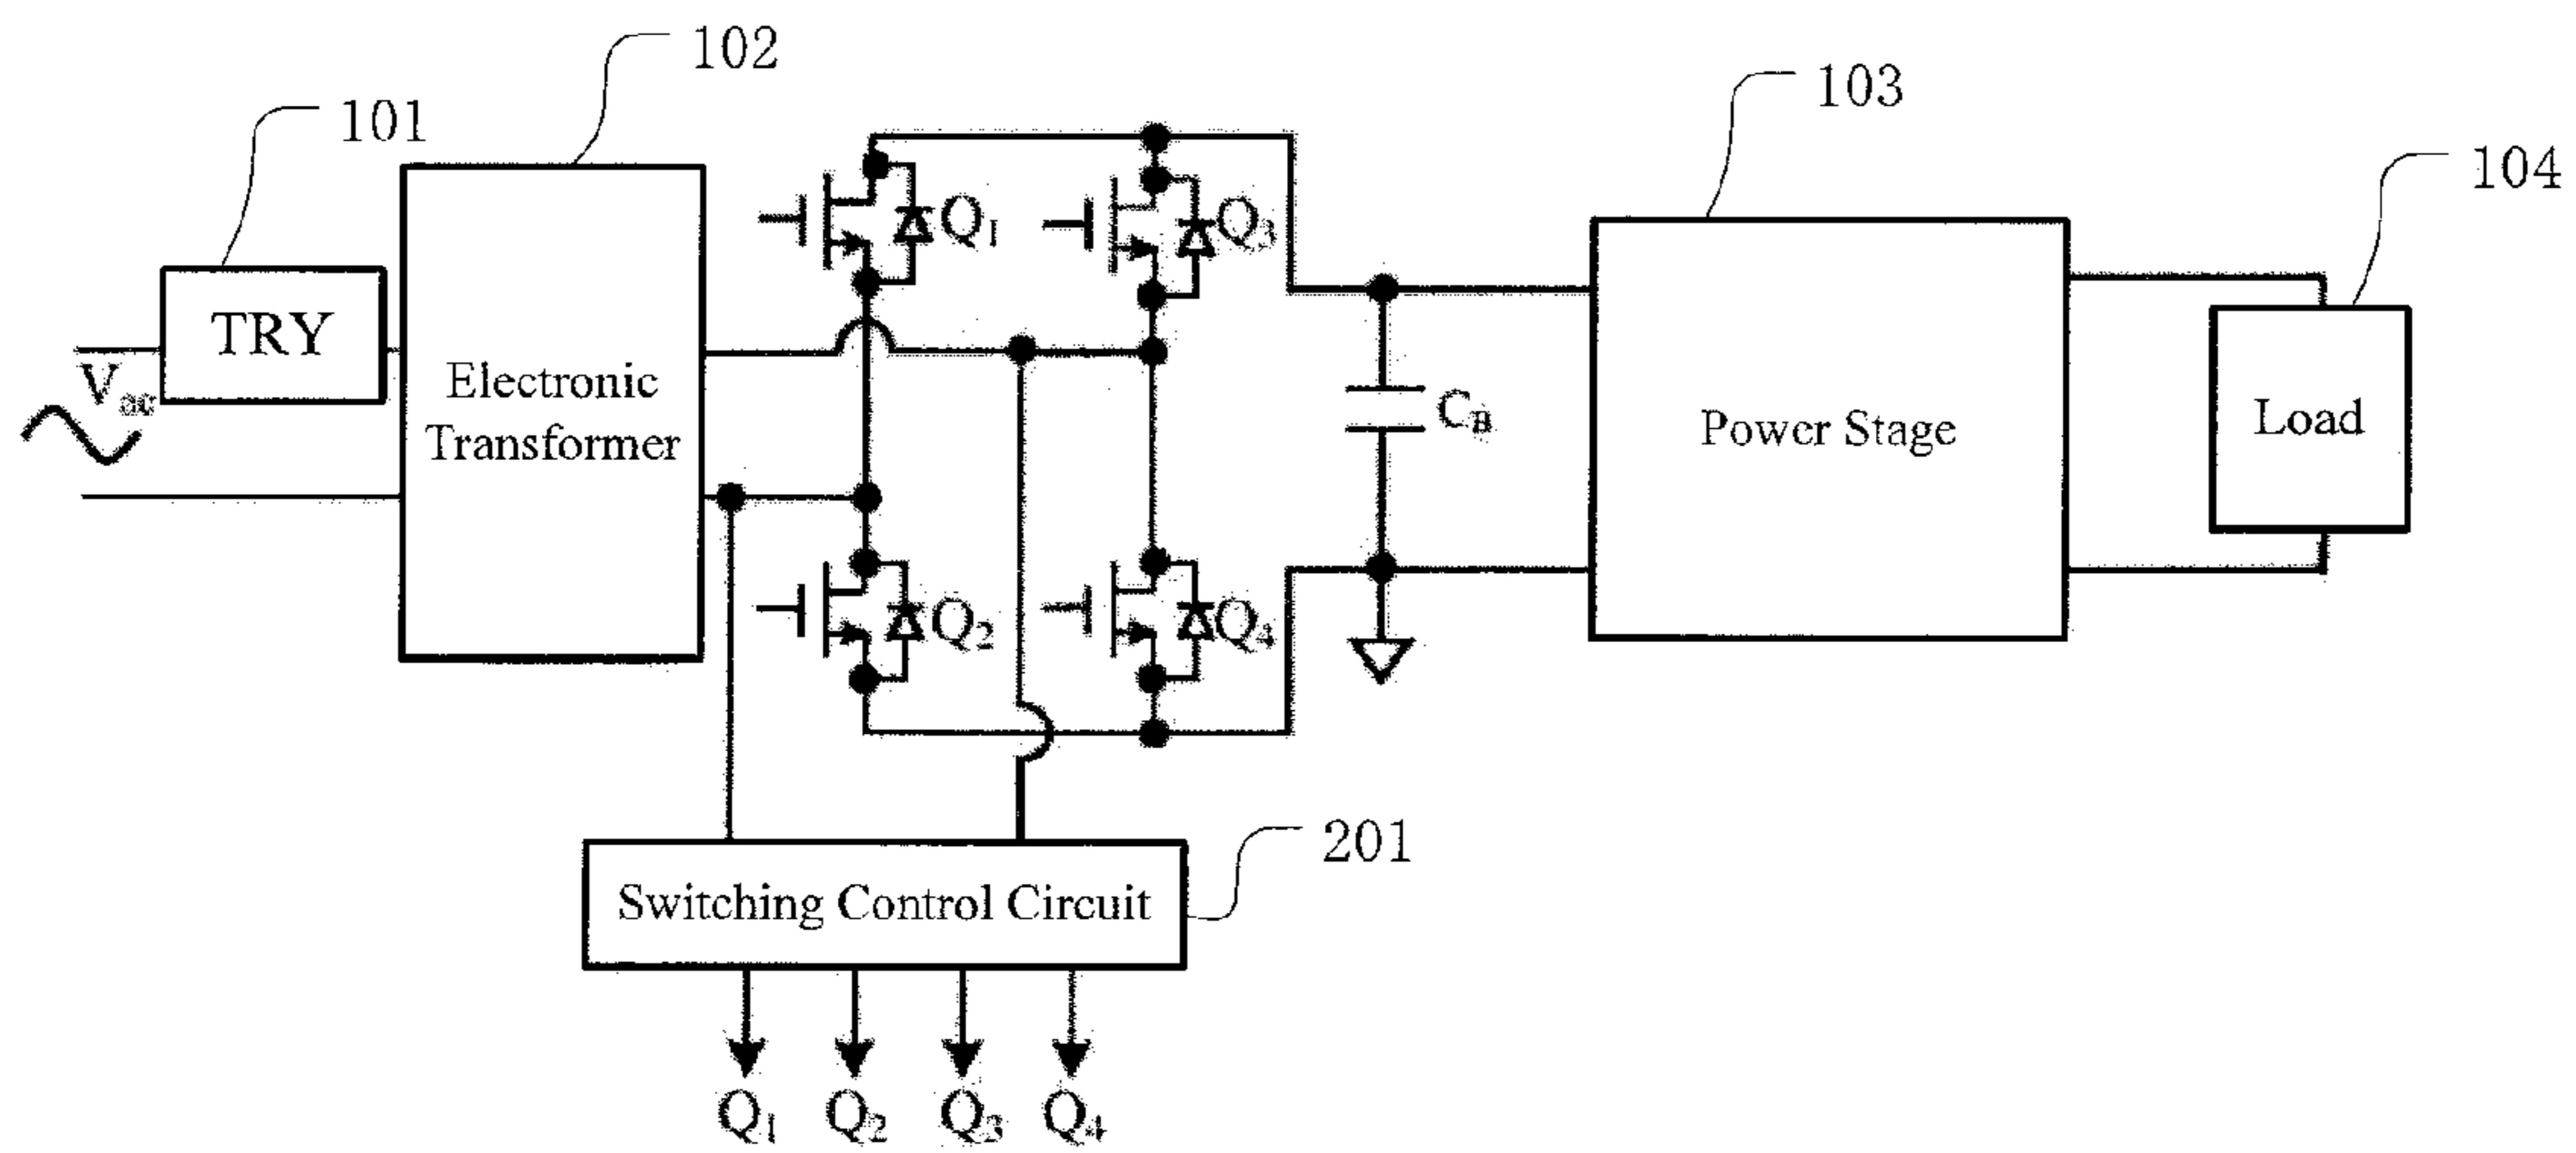 102
101
103
104
Q1
Q3
TRY
Vac
Electronic
Transformer
CB
Power Stage
Load
Q2
Q4
201
Switching Control Circuit
Q1 Q2 Q3 Q4